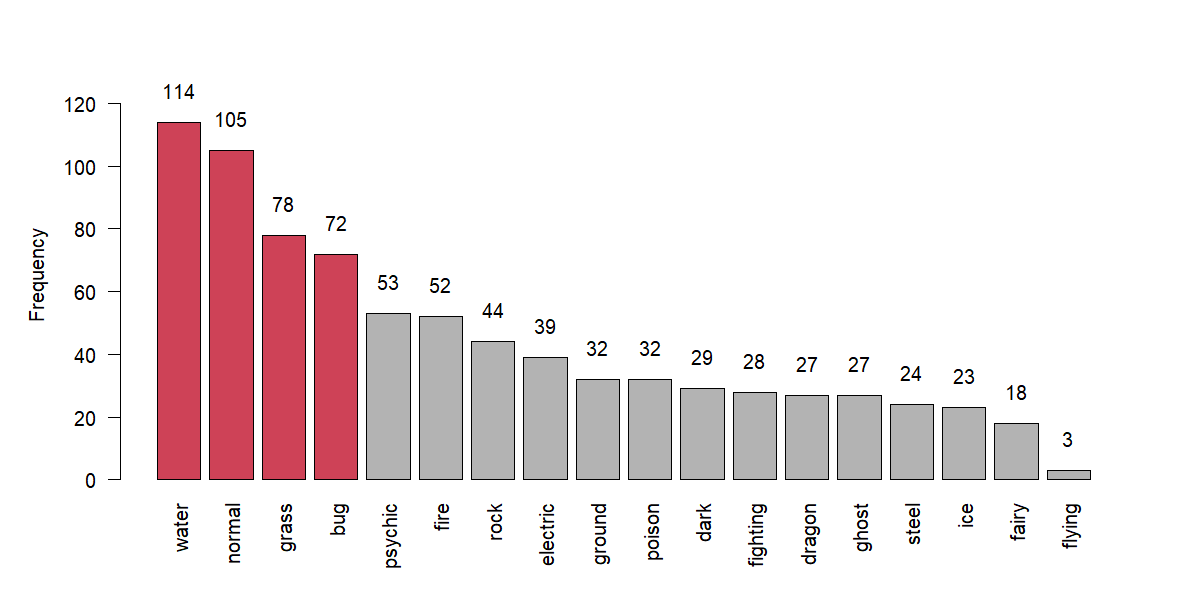 114
105
78
72
53
52
44
39
32
32
29
28
27
27
24
23
18
3
120
100
80
60
40
20
0
Frequency
water
normal
grass
bug
psychic
fire
rock
electric
ground
poison
dark
fighting
dragon
ghost
steel
ice
fairy
flying